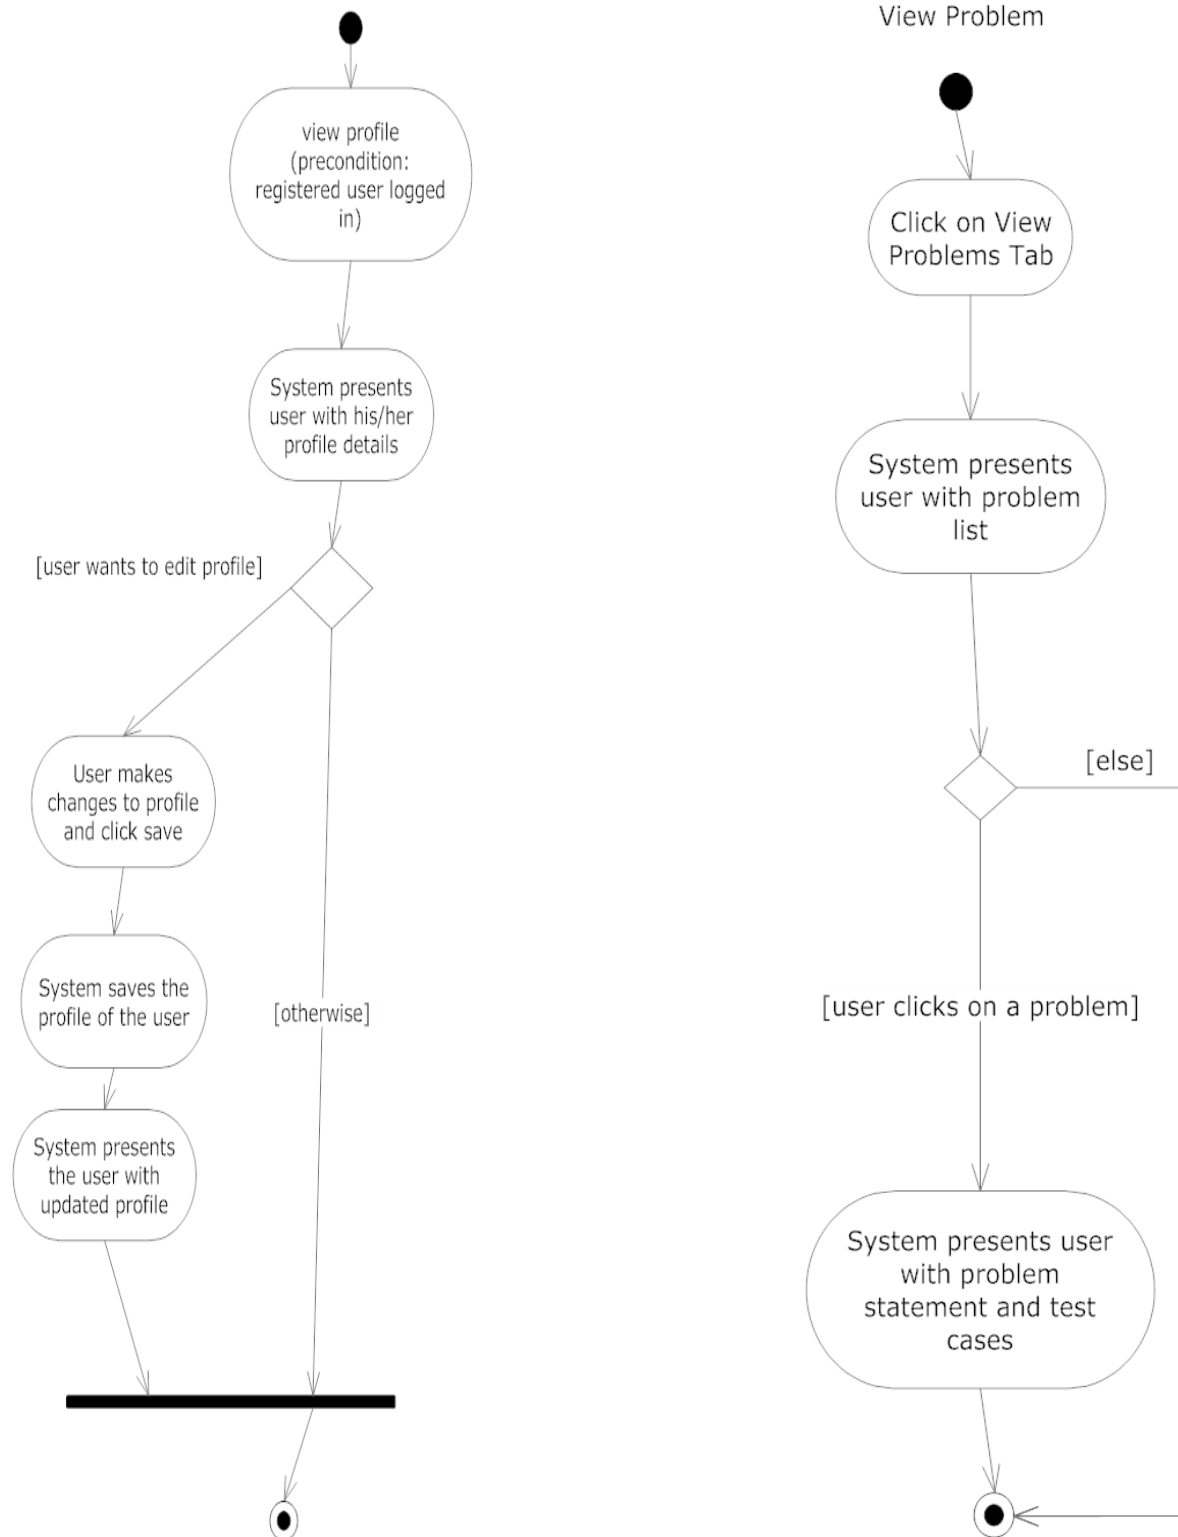 view profile
(precondition:
registered user logged
in)
System presents
user with his/her
profile details
[user wants to edit profile]
User makes
changes to profile
and click save
System saves the
profile of the user
[otherwise]
System presents
the user with
updated profile
View Problem
Click on View
Problems Tab
System presents
user with problem
list
[else]
[user clicks on a problem]
System presents user
with problem
statement and test
cases